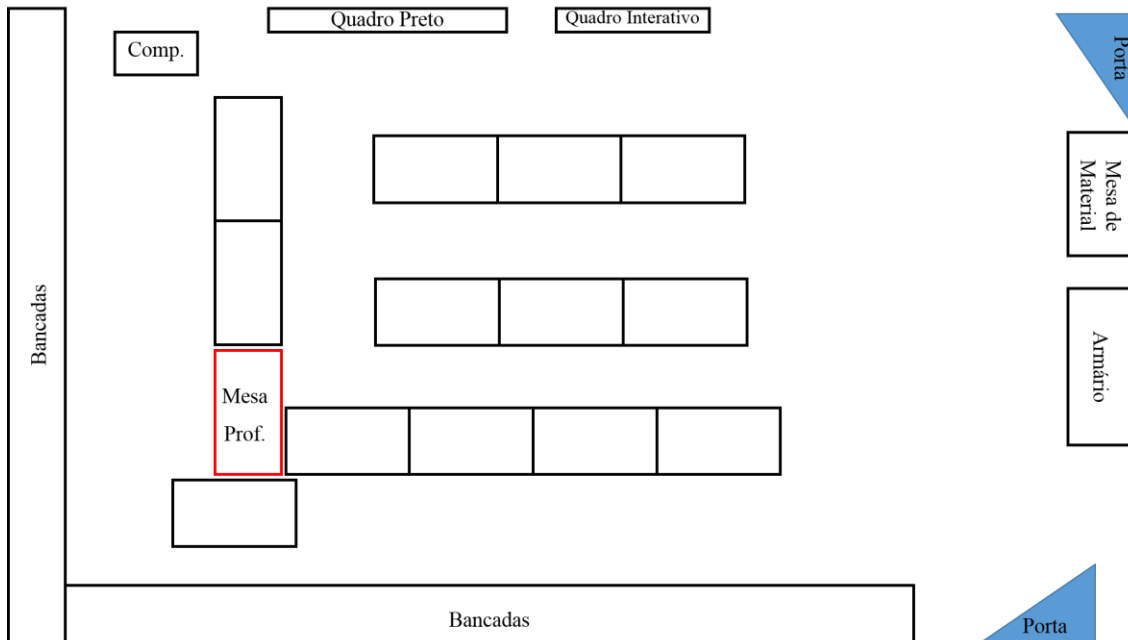 Quadro Preto
Quadro Interativo
Comp.
Porta
Mesa de
Material
Bancadas
Armário
Mesa
Prof.
Bancadas
Porta